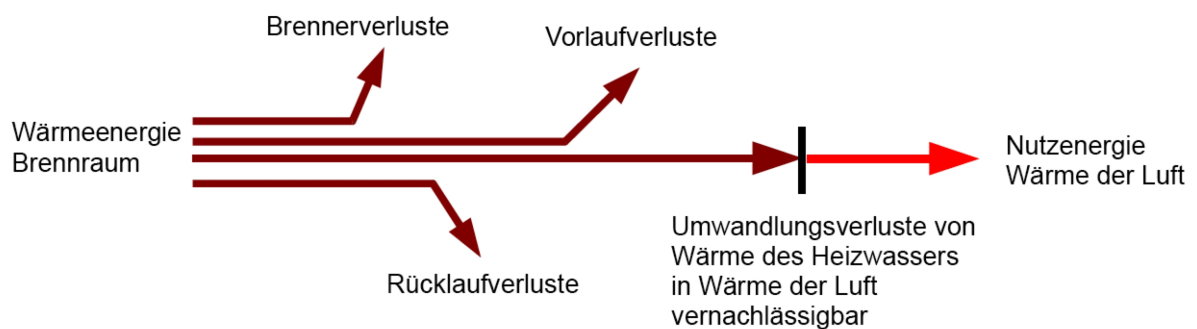 Brennerverluste
Vorlaufverluste
Wärmeenergie
Brennraum
Nutzenergie
Wärme der Luft
Umwandlungsverluste von
Wärme des Heizwassers
in Wärme der Luft
vernachlässigbar
Rücklaufverluste